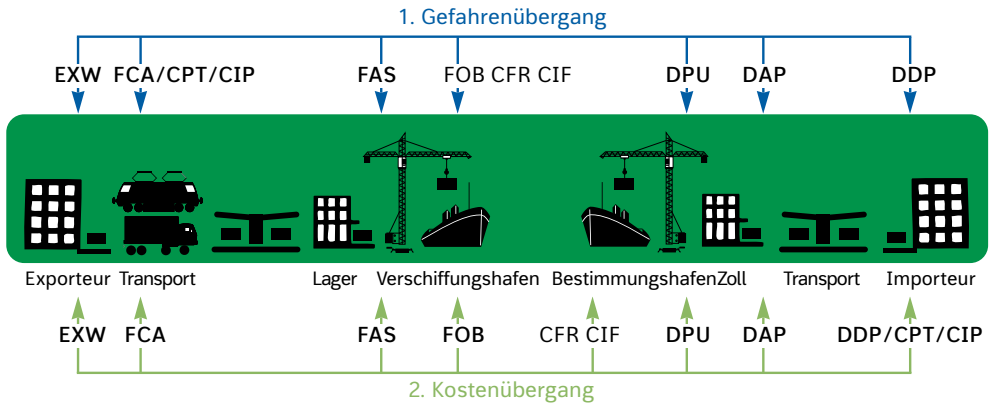 1. Gefahrenübergang
EXW FCA/CPT/CIP FAS FOB CFR CIF DPU DAP DDP
Exporteur Transport Lager Verschiffungshafen BestimmungshafenZoll Transport Importeur
EXW FCA FAS FOB CFR CIF DPU DAP DDP/CPT/CIP
2. Kostenübergang